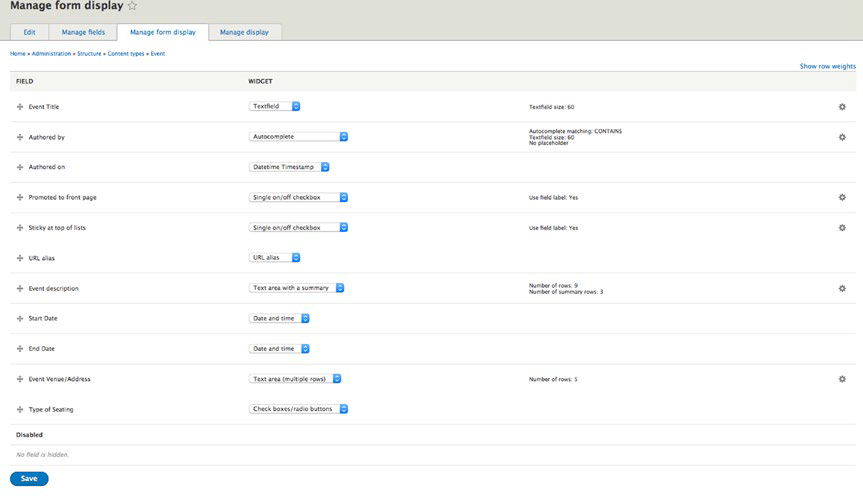 Manage form display
Edit Manage fields Manage form display Manage display
Home » Administration » Structure » Content types » Event
Show row weights
FIELD WIDGET
Event Title Textfield Textfield size: 60
Authored by Autocomplete Autocomplete matching: CONTAINS
Textfield size: 60
No placeholder
Authored on Datetime Timestamp
Promoted to front page Single on/off checkbox Use field label: Yes
Sticky at top of lists Single on/off checkbox Use field label: Yes
URL alias URL alias
Event description Text area with a summary Number of rows: 9
Number of summary rows: 3
Start Date Date and time
End Date Date and time
Event Venue/Address Text area (multiple rows) Number of rows: 5
Type of Seating Check boxes/radio buttons
Disabled
No field is hidden.
Save